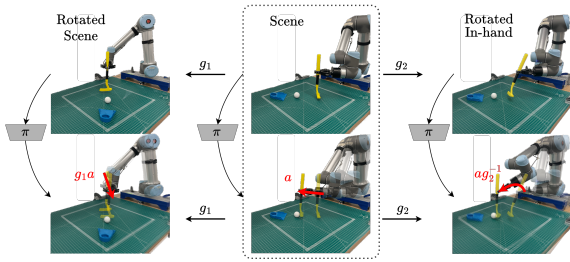 Rotated
Scene
Scene
Rotated
In-hand
g₁
g₂
π
π
π
g₁a
a
ag₂⁻¹
g₁
g₂